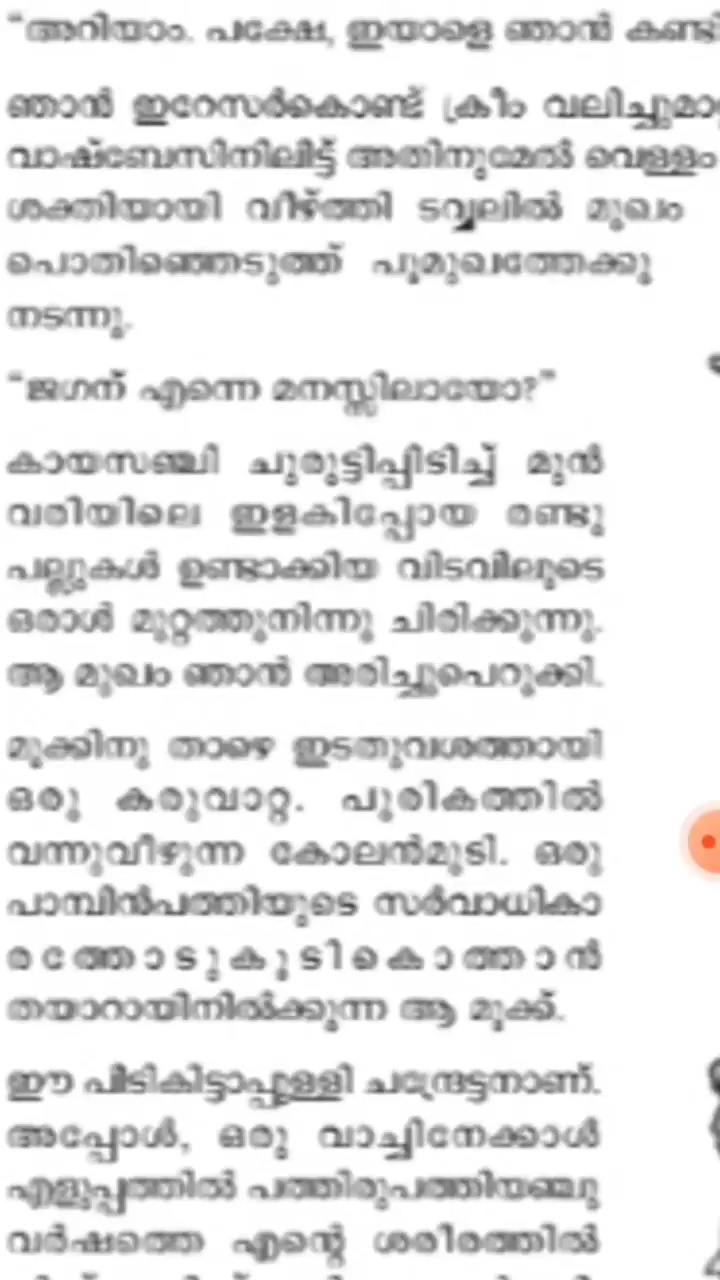 “അറിയാം. പക്ഷേ, ഇയാളെ ഞാൻ കണ്ടി
ഞാൻ ഇറേസർകൊണ്ട് ക്രീം വലിച്ചുമാറ്റി
വാഷ്ബേസിനിലിട്ട് അതിനുമേൽ വെള്ളം
ശക്തിയായി വീഴ്ത്തി ടവ്വലിൽ മുഖം
പൊതിഞ്ഞെടുത്ത് പൂമുഖത്തേക്കു
നടന്നു.
“ജഗന് എന്നെ മനസ്സിലായോ?”
കായസഞ്ചി ചുരുട്ടിപ്പിടിച്ച് മുൻ
വരിയിലെ ഇളകിപ്പോയ രണ്ടു
പല്ലുകൾ ഉണ്ടാക്കിയ വിടവിലൂടെ
ഒരാൾ മുറ്റത്തുനിന്നു ചിരിക്കുന്നു.
ആ മുഖം ഞാൻ അരിച്ചുപെറുക്കി.
മൂക്കിനു താഴെ ഇടതുവശത്തായി
ഒരു കരുവാറ്റ. പുരികത്തിൽ
വന്നുവീഴുന്ന കോലൻമുടി. ഒരു
പാമ്പിൻപത്തിയുടെ സർവാധികാ
രത്തോടുകൂടികൊത്താൻ
തയാറായിനിൽക്കുന്ന ആ മൂക്ക്.
ഈ പിടികിട്ടാപ്പുള്ളി ചന്ദ്രേട്ടനാണ്.
അപ്പോൾ, ഒരു വാച്ചിനേക്കാൾ
എളുപ്പത്തിൽ പത്തിരുപത്തിയഞ്ചു
വർഷത്തെ എന്റെ ശരീരത്തിൽ